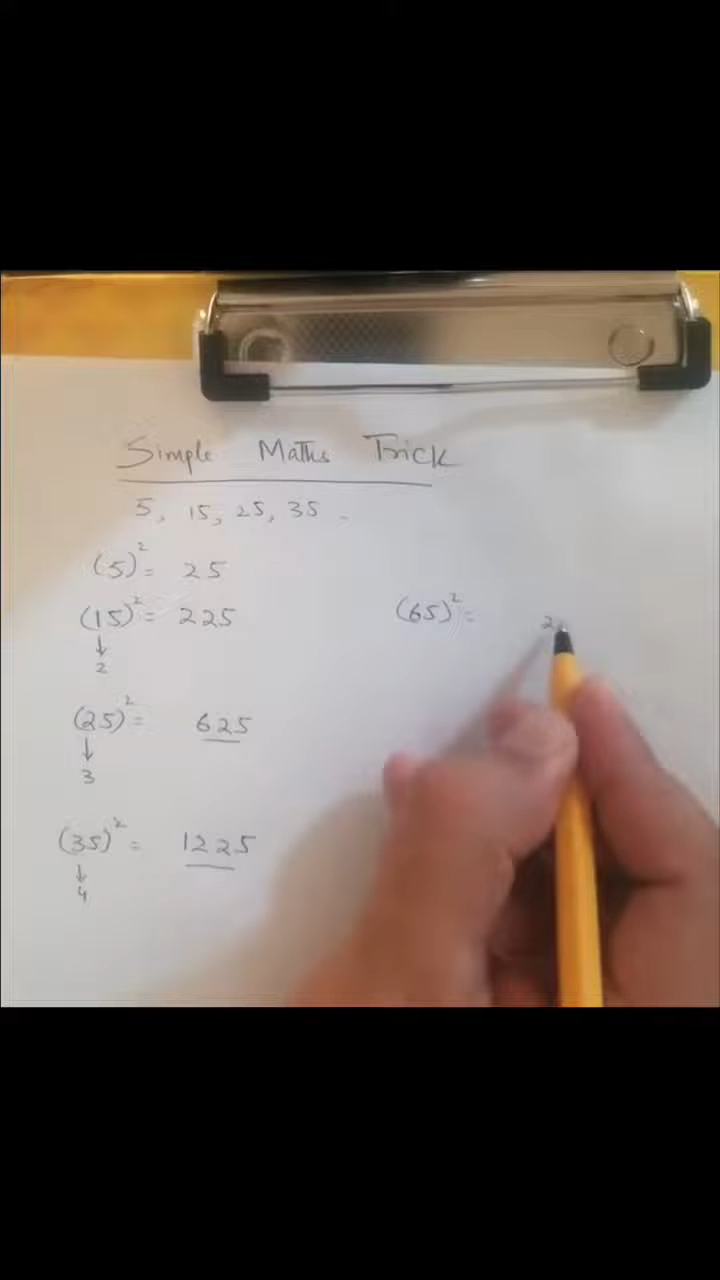 Simple Maths Trick
5, 15, 25, 35
(5)² = 25
(15)² = 225
↓
2
(25)² = 625
↓
3
(35)² = 1225
↓
4
(65)² = 2